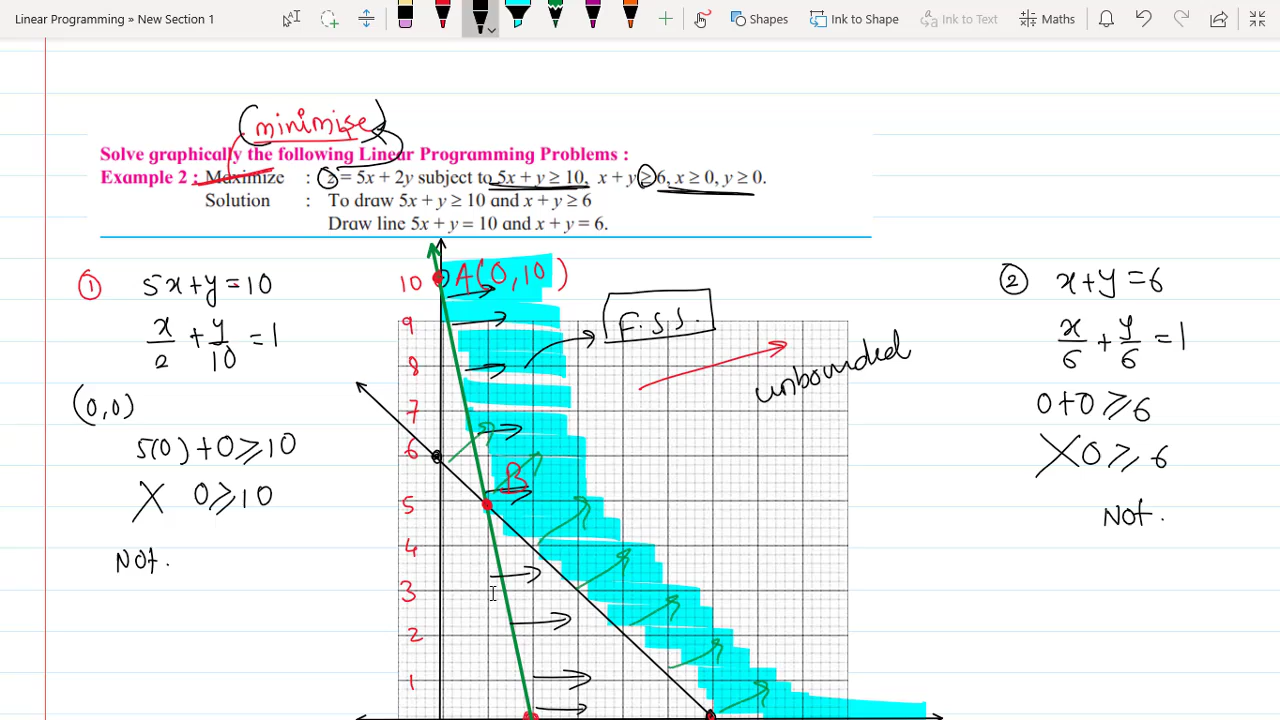 Linear Programming » New Section 1
Shapes
Ink to Shape
Ink to Text
Maths
(minimise)
Solve graphically the following Linear Programming Problems :
Example 2 : Maximize : z = 5x + 2y subject to 5x + y ≥ 10, x + y ≥ 6, x ≥ 0, y ≥ 0.
Solution : To draw 5x + y ≥ 10 and x + y ≥ 6
Draw line 5x + y = 10 and x + y = 6.
① 5x+y=10
x/2 + y/10 = 1
(0,0)
5(0)+0≥10
X 0≥10
Not.
10 A(0,10)
9
8
7
6
5
4
3
2
1
B
F.S.S.
unbounded
② x+y=6
x/6 + y/6 = 1
0+0≥6
X 0≥6
Not.